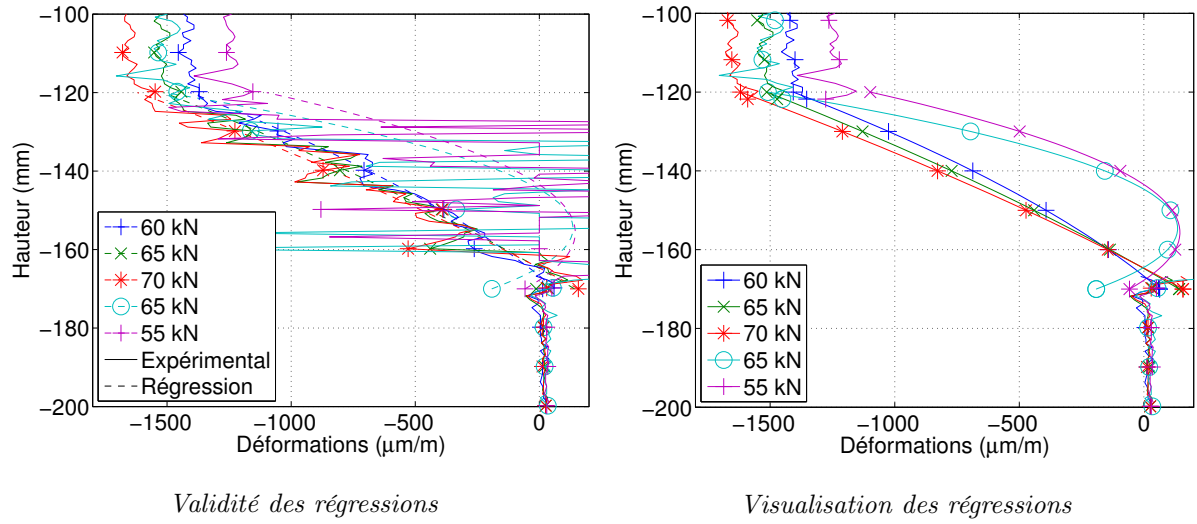 −100
−120
−140
−160
−180
−200
Hauteur (mm)
−1500 −1000 −500 0
Déformations (μm/m)
60 kN
65 kN
70 kN
65 kN
55 kN
Expérimental
Régression
Validité des régressions
−100
−120
−140
−160
−180
−200
Hauteur (mm)
−1500 −1000 −500 0
Déformations (μm/m)
60 kN
65 kN
70 kN
65 kN
55 kN
Visualisation des régressions